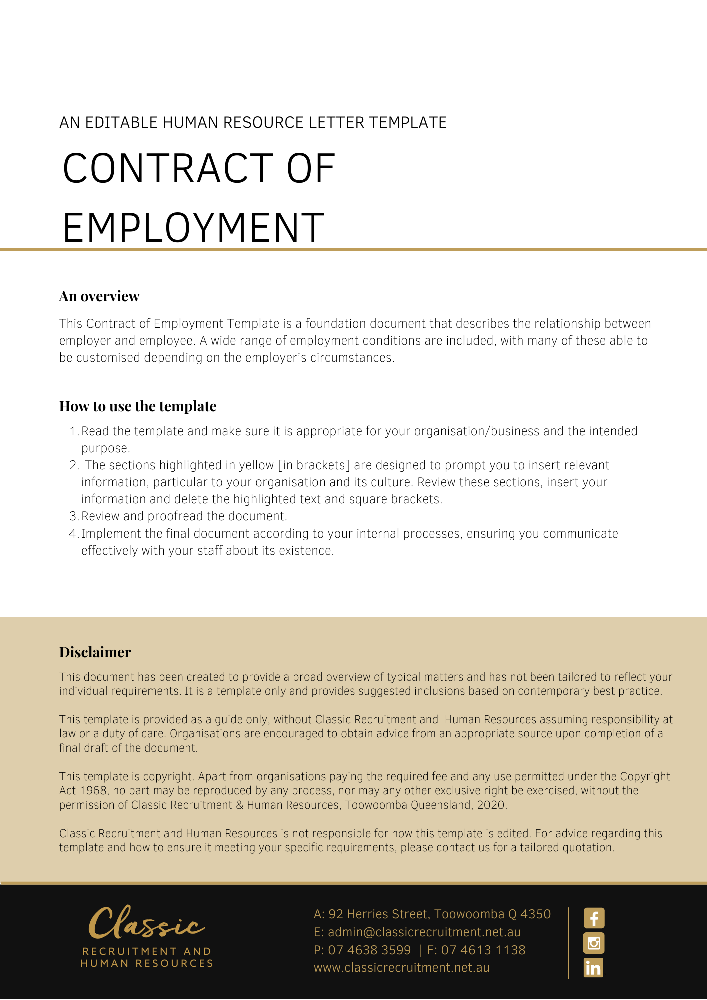 AN EDITABLE HUMAN RESOURCE LETTER TEMPLATE
CONTRACT OF
EMPLOYMENT
An overview
This Contract of Employment Template is a foundation document that describes the relationship between
employer and employee. A wide range of employment conditions are included, with many of these able to
be customised depending on the employer's circumstances.
How to use the template
1. Read the template and make sure it is appropriate for your organisation/business and the intended
purpose.
2. The sections highlighted in yellow [in brackets] are designed to prompt you to insert relevant
information, particular to your organisation and its culture. Review these sections, insert your
information and delete the highlighted text and square brackets.
3. Review and proofread the document.
4. Implement the final document according to your internal processes, ensuring you communicate
effectively with your staff about its existence.
Disclaimer
This document has been created to provide a broad overview of typical matters and has not been tailored to reflect your
individual requirements. It is a template only and provides suggested inclusions based on contemporary best practice.
This template is provided as a guide only, without Classic Recruitment and Human Resources assuming responsibility at
law or a duty of care. Organisations are encouraged to obtain advice from an appropriate source upon completion of a
final draft of the document.
This template is copyright. Apart from organisations paying the required fee and any use permitted under the Copyright
Act 1968, no part may be reproduced by any process, nor may any other exclusive right be exercised, without the
permission of Classic Recruitment & Human Resources, Toowoomba Queensland, 2020.
Classic Recruitment and Human Resources is not responsible for how this template is edited. For advice regarding this
template and how to ensure it meeting your specific requirements, please contact us for a tailored quotation.
Classic
RECRUITMENT AND
HUMAN RESOURCES
A: 92 Herries Street, Toowoomba Q 4350
E: admin@classicrecruitment.net.au
P: 07 4638 3599 | F: 07 4613 1138
www.classicrecruitment.net.au